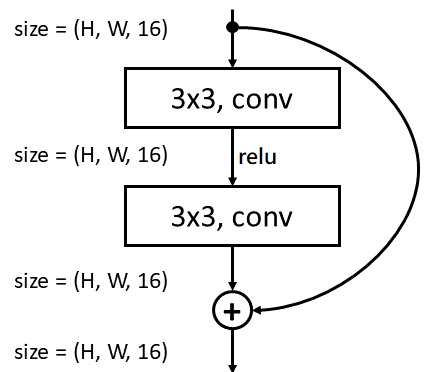 size = (H, W, 16)
3x3, conv
size = (H, W, 16)
relu
3x3, conv
size = (H, W, 16)
+
size = (H, W, 16)